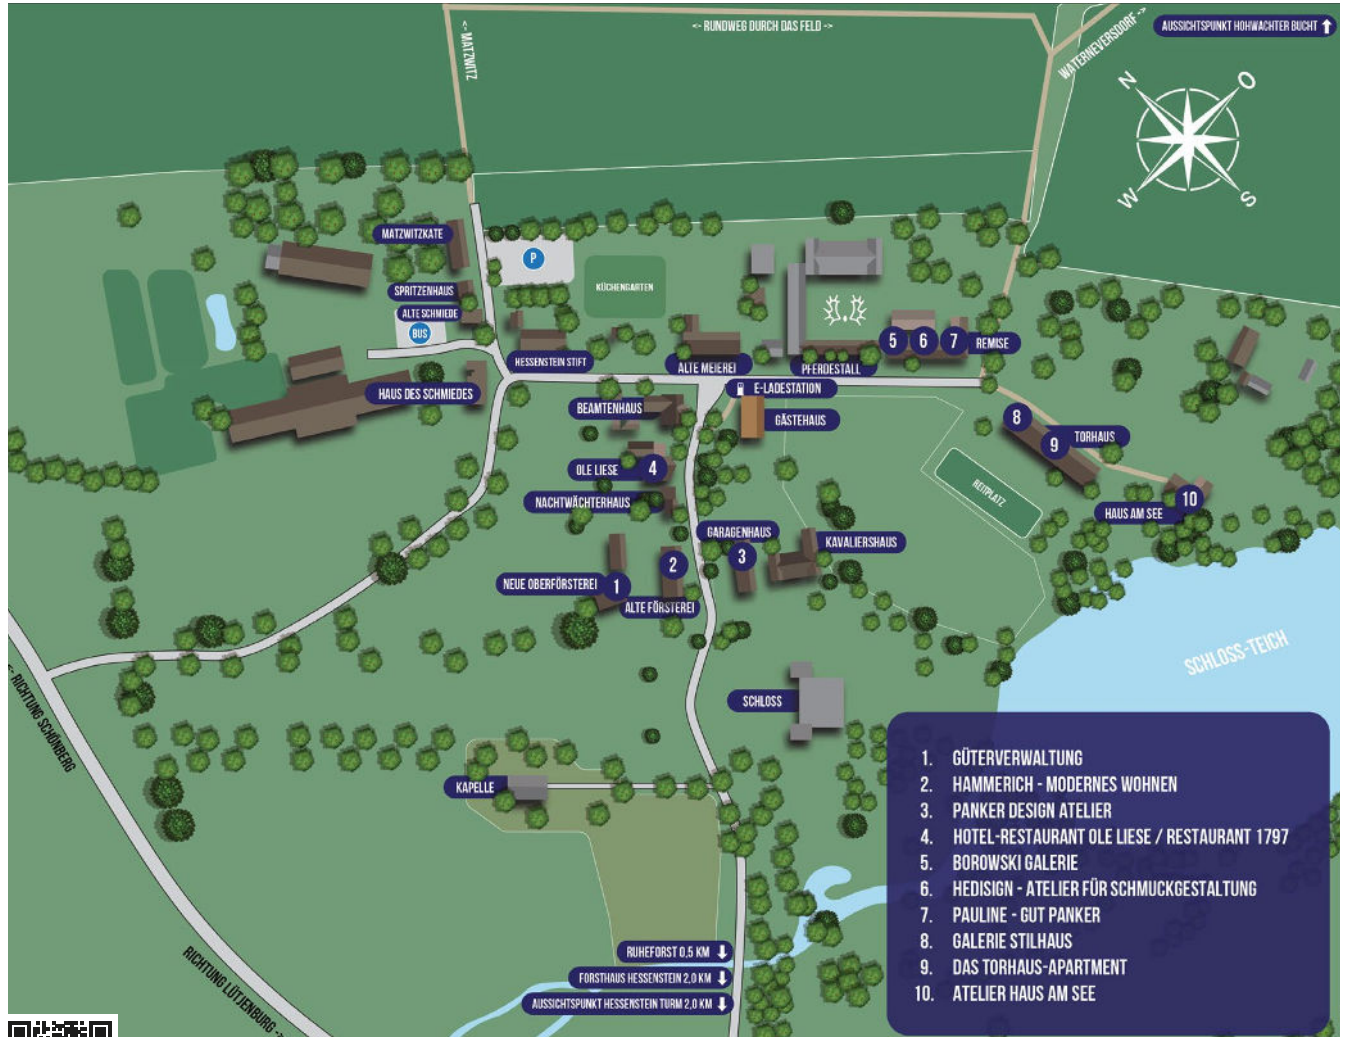 <- MATZWITZ
<- RUNDWEG DURCH DAS FELD ->
WATERNEVERSDORF ->
AUSSICHTSPUNKT HOHWACHTER BUCHT ↑
N
O
W
S
MATZWITZKATE
P
KÜCHENGARTEN
SPRITZENHAUS
ALTE SCHMIEDE
BUS
HESSENSTEIN STIFT
ALTE MEIEREI
PFERDESTALL
5
6
7
REMISE
HAUS DES SCHMIEDES
E-LADESTATION
BEAMTENHAUS
GÄSTEHAUS
8
9
TORHAUS
OLE LIESE
4
NACHTWÄCHTERHAUS
REITPLATZ
HAUS AM SEE
10
GARAGENHAUS
3
KAVALIERSHAUS
2
NEUE OBERFÖRSTEREI
1
ALTE FÖRSTEREI
SCHLOSS-TEICH
<- RICHTUNG SCHÖNBERG
SCHLOSS
KAPELLE
1. GÜTERVERWALTUNG
2. HAMMERICH - MODERNES WOHNEN
3. PANKER DESIGN ATELIER
4. HOTEL-RESTAURANT OLE LIESE / RESTAURANT 1797
5. BOROWSKI GALERIE
6. HEDISIGN - ATELIER FÜR SCHMUCKGESTALTUNG
7. PAULINE - GUT PANKER
8. GALERIE STILHAUS
9. DAS TORHAUS-APARTMENT
10. ATELIER HAUS AM SEE
RUHEFORST 0,5 KM ↓
FORSTHAUS HESSENSTEIN 2,0 KM ↓
AUSSICHTSPUNKT HESSENSTEIN TURM 2,0 KM ↓
RICHTUNG LÜTJENBURG ->